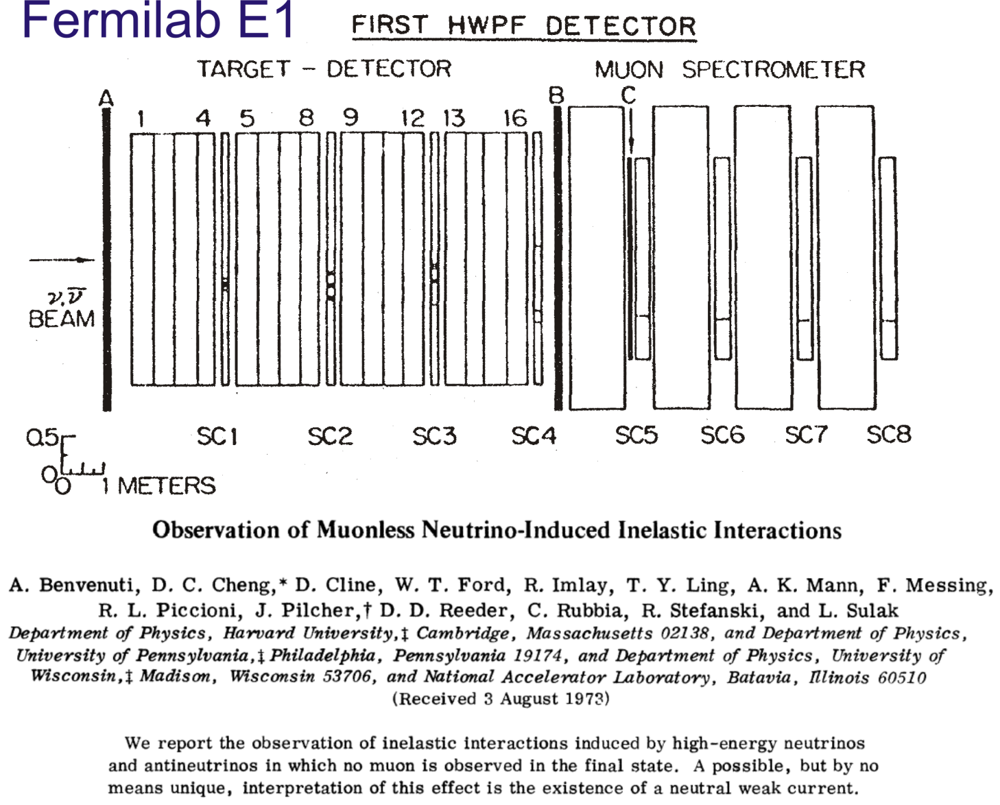 Fermilab E1
FIRST HWPF DETECTOR
TARGET – DETECTOR MUON SPECTROMETER
A B C
1 4 5 8 9 12 13 16
ν,ν̅
BEAM
0.5
SC1 SC2 SC3 SC4 SC5 SC6 SC7 SC8
0
0 1 METERS
Observation of Muonless Neutrino-Induced Inelastic Interactions
A. Benvenuti, D. C. Cheng,* D. Cline, W. T. Ford, R. Imlay, T. Y. Ling, A. K. Mann, F. Messing,
R. L. Piccioni, J. Pilcher,† D. D. Reeder, C. Rubbia, R. Stefanski, and L. Sulak
Department of Physics, Harvard University,‡ Cambridge, Massachusetts 02138, and Department of Physics,
University of Pennsylvania,‡ Philadelphia, Pennsylvania 19174, and Department of Physics, University of
Wisconsin,‡ Madison, Wisconsin 53706, and National Accelerator Laboratory, Batavia, Illinois 60510
(Received 3 August 1973)
We report the observation of inelastic interactions induced by high-energy neutrinos
and antineutrinos in which no muon is observed in the final state. A possible, but by no
means unique, interpretation of this effect is the existence of a neutral weak current.